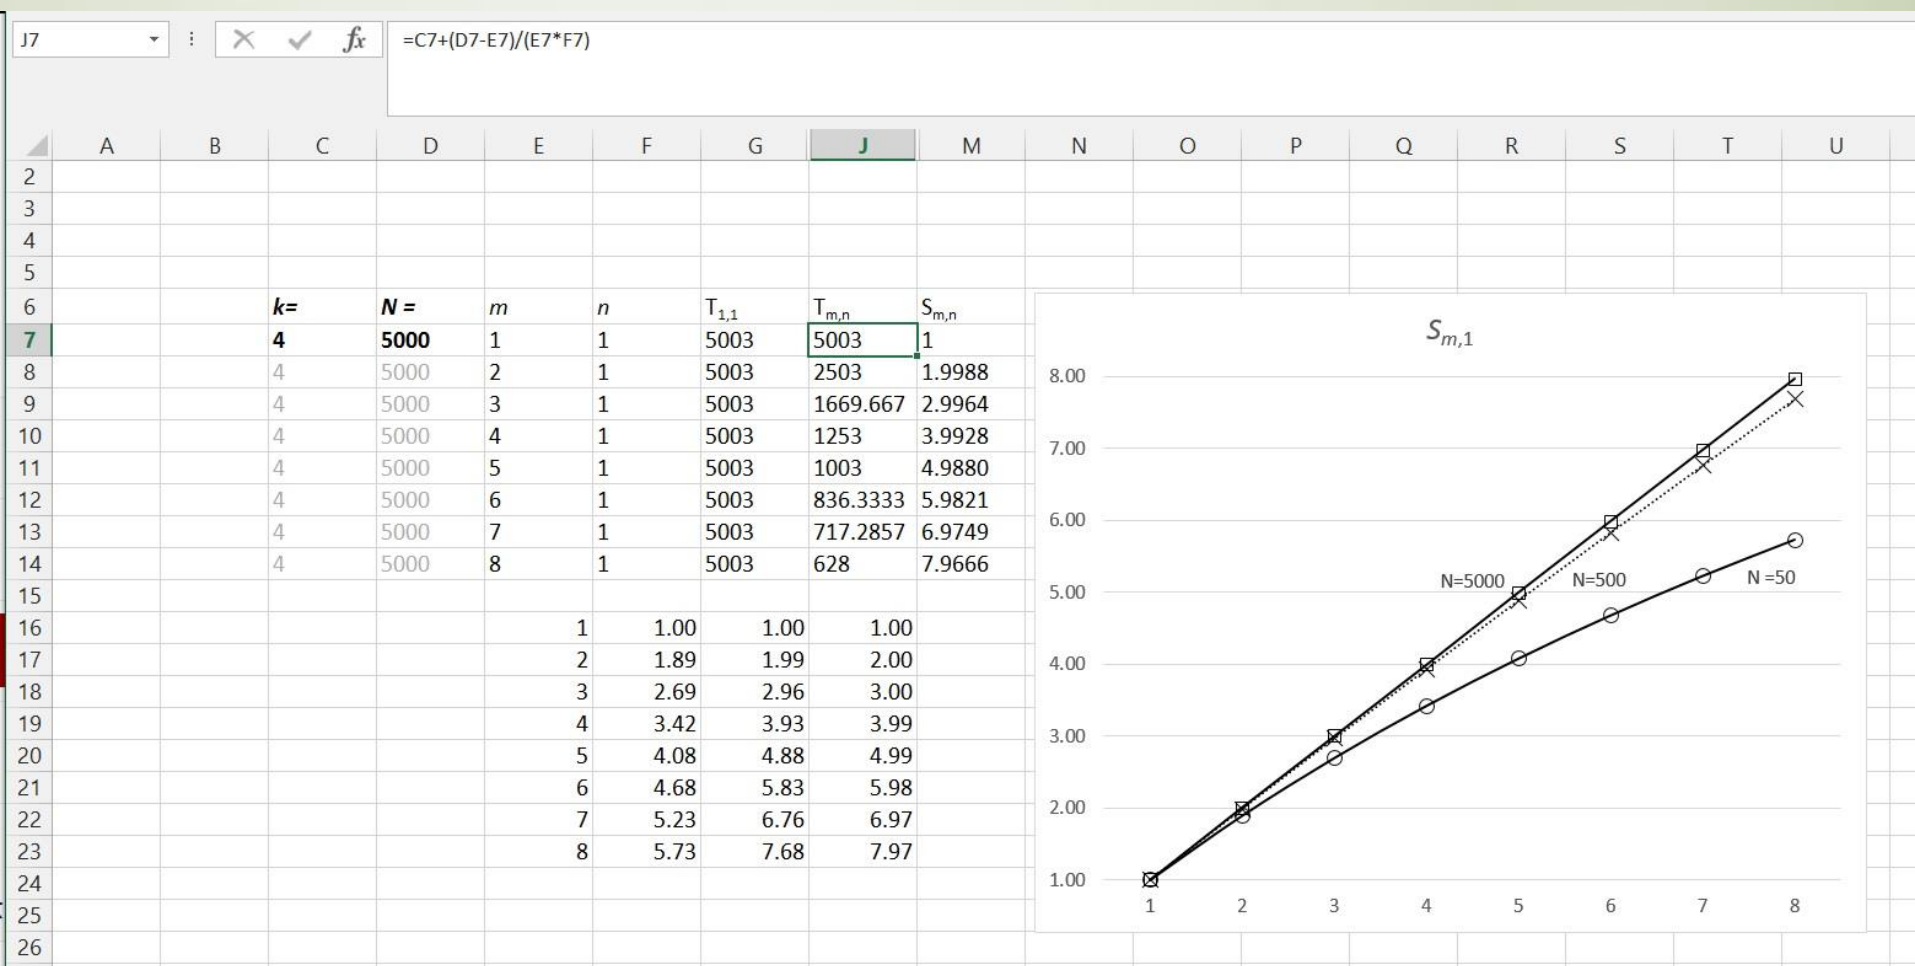 J7 =C7+(D7-E7)/(E7*F7)
A B C D E F G J M N O P Q R S T U
2
3
4
5
6 k= N = m n T1,1 Tm,n Sm,n
7 4 5000 1 1 5003 5003 1
8 4 5000 2 1 5003 2503 1.9988
9 4 5000 3 1 5003 1669.667 2.9964
10 4 5000 4 1 5003 1253 3.9928
11 4 5000 5 1 5003 1003 4.9880
12 4 5000 6 1 5003 836.3333 5.9821
13 4 5000 7 1 5003 717.2857 6.9749
14 4 5000 8 1 5003 628 7.9666
15
16 1 1.00 1.00 1.00
17 2 1.89 1.99 2.00
18 3 2.69 2.96 3.00
19 4 3.42 3.93 3.99
20 5 4.08 4.88 4.99
21 6 4.68 5.83 5.98
22 7 5.23 6.76 6.97
23 8 5.73 7.68 7.97
24
25
26
Sm,1
8.00
7.00
6.00
N=5000 N=500 N =50
5.00
4.00
3.00
2.00
1.00
1 2 3 4 5 6 7 8